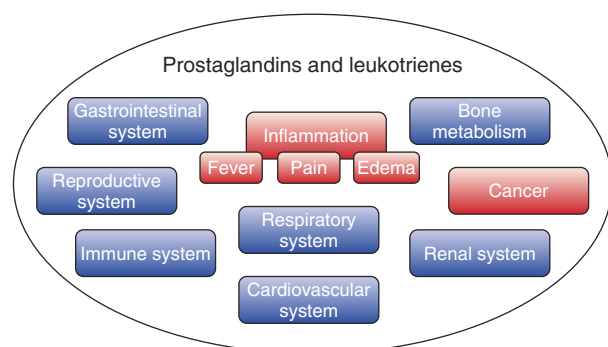 Prostaglandins and leukotrienes
Gastrointestinal
system
Inflammation
Bone
metabolism
Fever
Pain
Edema
Reproductive
system
Cancer
Respiratory
system
Immune system
Renal system
Cardiovascular
system